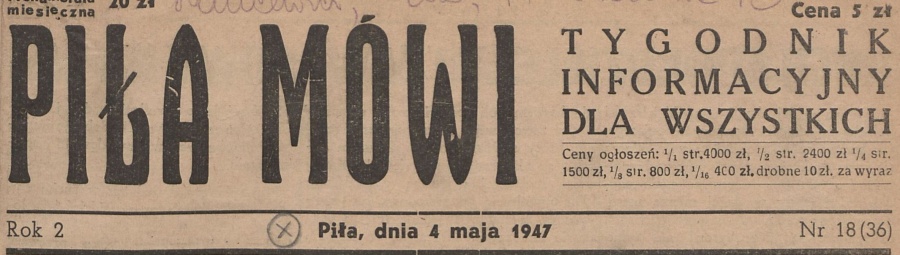 miesięczna 20 zł
Cena 5 zł
PIŁA MÓWI
TYGODNIK
INFORMACYJNY
DLA WSZYSTKICH
Ceny ogłoszeń: 1/1 str. 4000 zł, 1/2 str. 2400 zł 1/4 str.
1500 zł, 1/8 str. 800 zł, 1/16 400 zł. drobne 10 zł. za wyraz
Rok 2
Piła, dnia 4 maja 1947
Nr 18 (36)